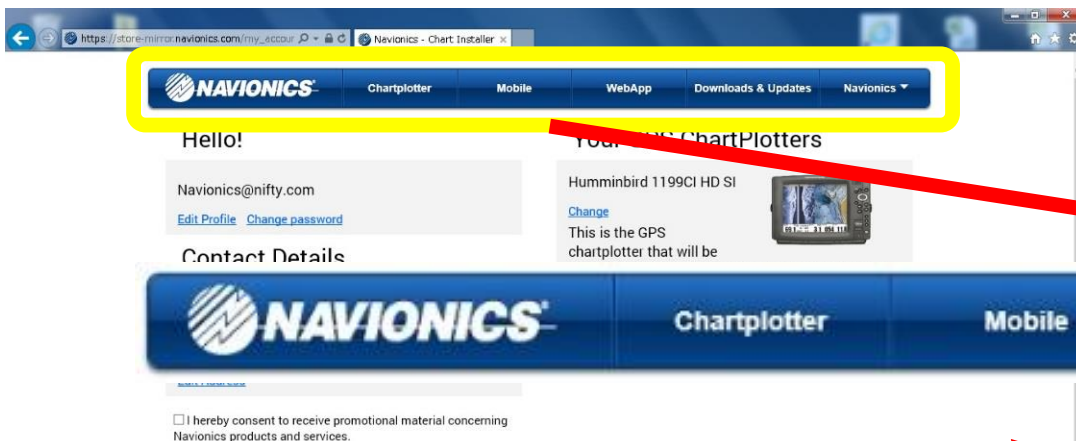 https://store-mirror.navionics.com/my_accour
Navionics - Chart Installer
NAVIONICS® Chartplotter Mobile WebApp Downloads & Updates Navionics
Hello!
Navionics@nifty.com
Edit Profile Change password
Contact Details
ChartPlotters
Humminbird 1199CI HD SI
Change
This is the GPS
chartplotter that will be
NAVIONICS® Chartplotter Mobile
I hereby consent to receive promotional material concerning
Navionics products and services.